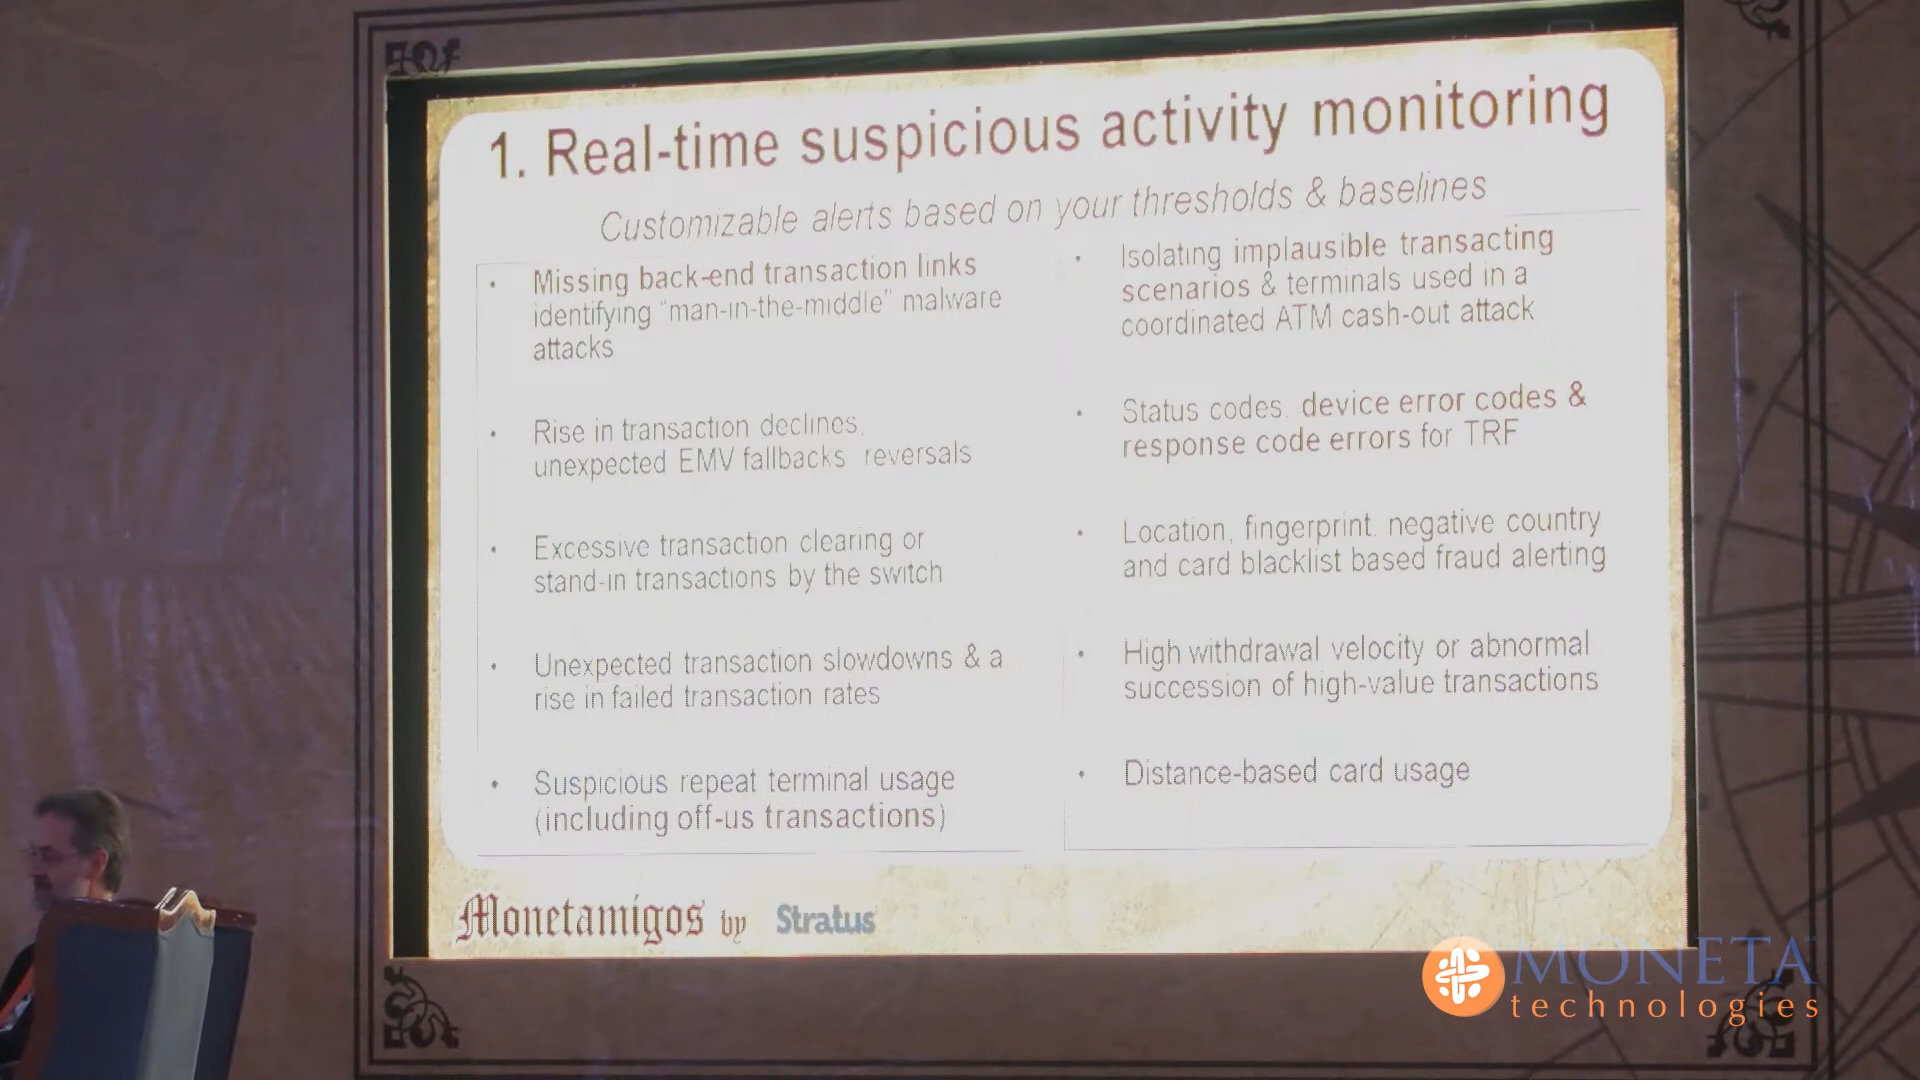 1. Real-time suspicious activity monitoring
Customizable alerts based on your thresholds & baselines
• Missing back-end transaction links
identifying “man-in-the-middle” malware
attacks
• Rise in transaction declines,
unexpected EMV fallbacks reversals
• Excessive transaction clearing or
stand-in transactions by the switch
• Unexpected transaction slowdowns & a
rise in failed transaction rates
• Suspicious repeat terminal usage
(including off-us transactions)
• Isolating implausible transacting
scenarios & terminals used in a
coordinated ATM cash-out attack
• Status codes, device error codes &
response code errors for TRF
• Location, fingerprint, negative country
and card blacklist based fraud alerting
• High withdrawal velocity or abnormal
succession of high-value transactions
• Distance-based card usage
Monetamigos by Stratus
MONETA
technologies